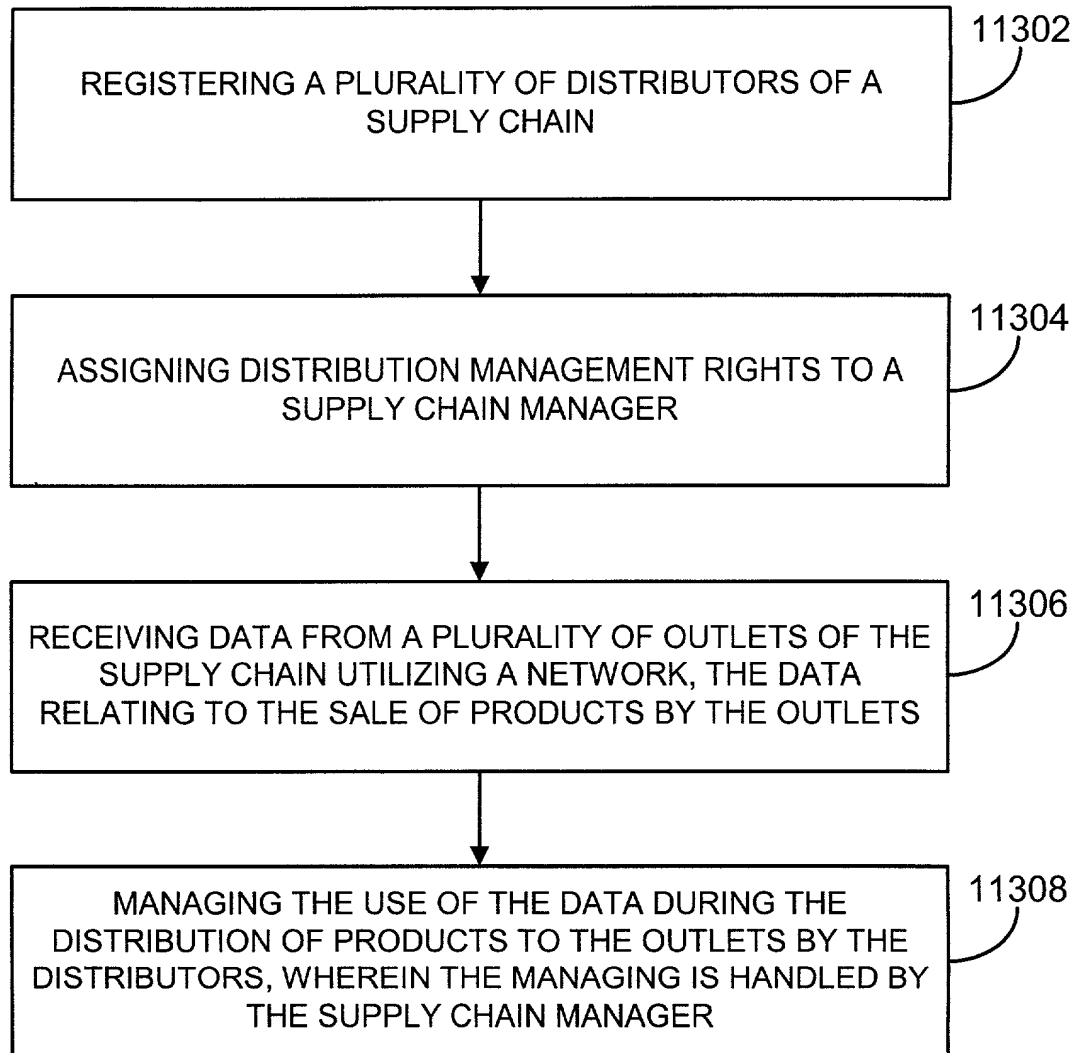 11302
REGISTERING A PLURALITY OF DISTRIBUTORS OF A
SUPPLY CHAIN
11304
ASSIGNING DISTRIBUTION MANAGEMENT RIGHTS TO A
SUPPLY CHAIN MANAGER
11306
RECEIVING DATA FROM A PLURALITY OF OUTLETS OF THE
SUPPLY CHAIN UTILIZING A NETWORK, THE DATA
RELATING TO THE SALE OF PRODUCTS BY THE OUTLETS
11308
MANAGING THE USE OF THE DATA DURING THE
DISTRIBUTION OF PRODUCTS TO THE OUTLETS BY THE
DISTRIBUTORS, WHEREIN THE MANAGING IS HANDLED BY
THE SUPPLY CHAIN MANAGER